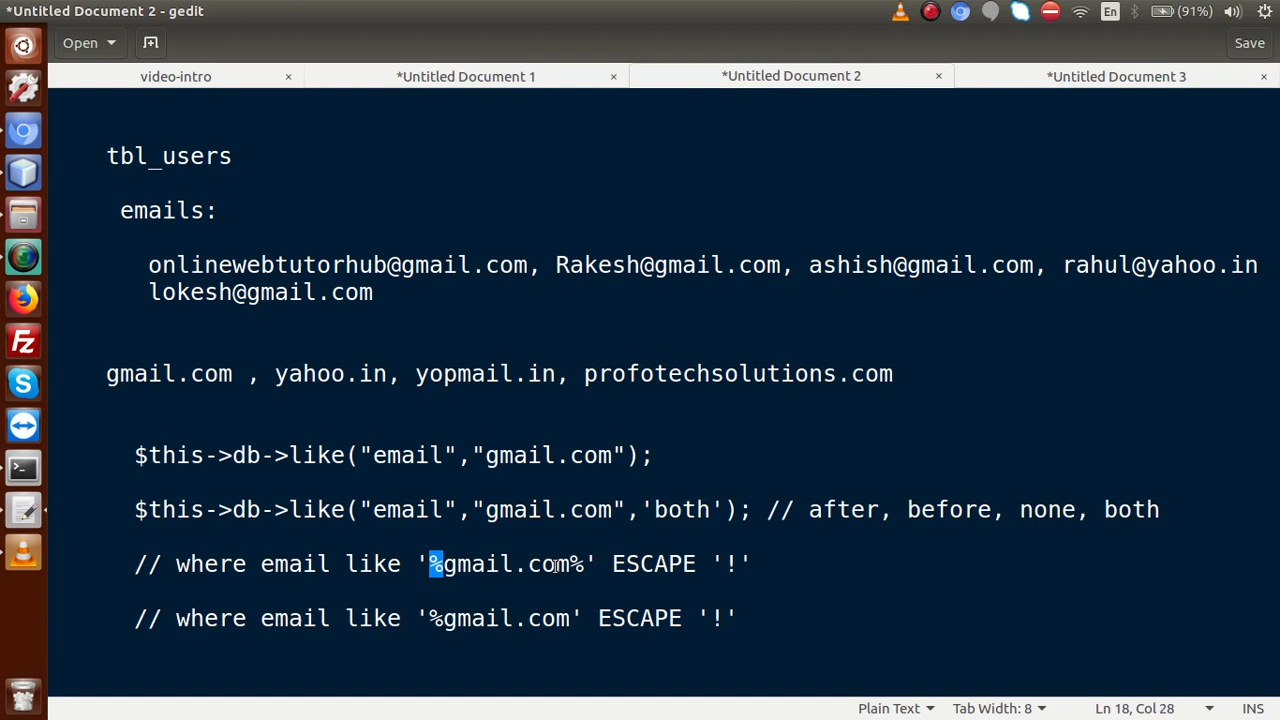 *Untitled Document 2 - gedit
En
(91%)
Open
Save
video-intro × *Untitled Document 1 × *Untitled Document 2 × *Untitled Document 3 ×
tbl_users
emails:
onlinewebtutorhub@gmail.com, Rakesh@gmail.com, ashish@gmail.com, rahul@yahoo.in
lokesh@gmail.com
gmail.com , yahoo.in, yopmail.in, profotechsolutions.com
$this->db->like("email","gmail.com");
$this->db->like("email","gmail.com",'both'); // after, before, none, both
// where email like '%gmail.com%' ESCAPE '!'
// where email like '%gmail.com' ESCAPE '!'
Plain Text Tab Width: 8 Ln 18, Col 28 INS